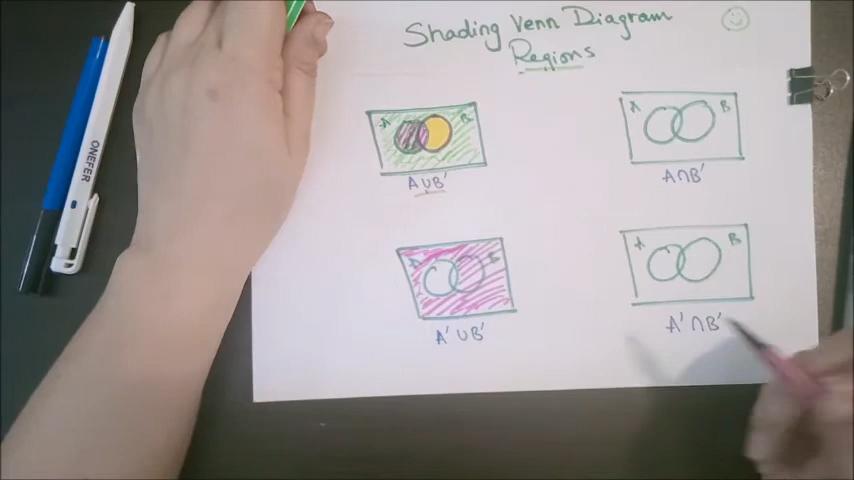 Shading Venn Diagram
Regions
A B
A∪B'
A B
A∩B'
A B
A'∪B'
A B
A'∩B'
ONEFER